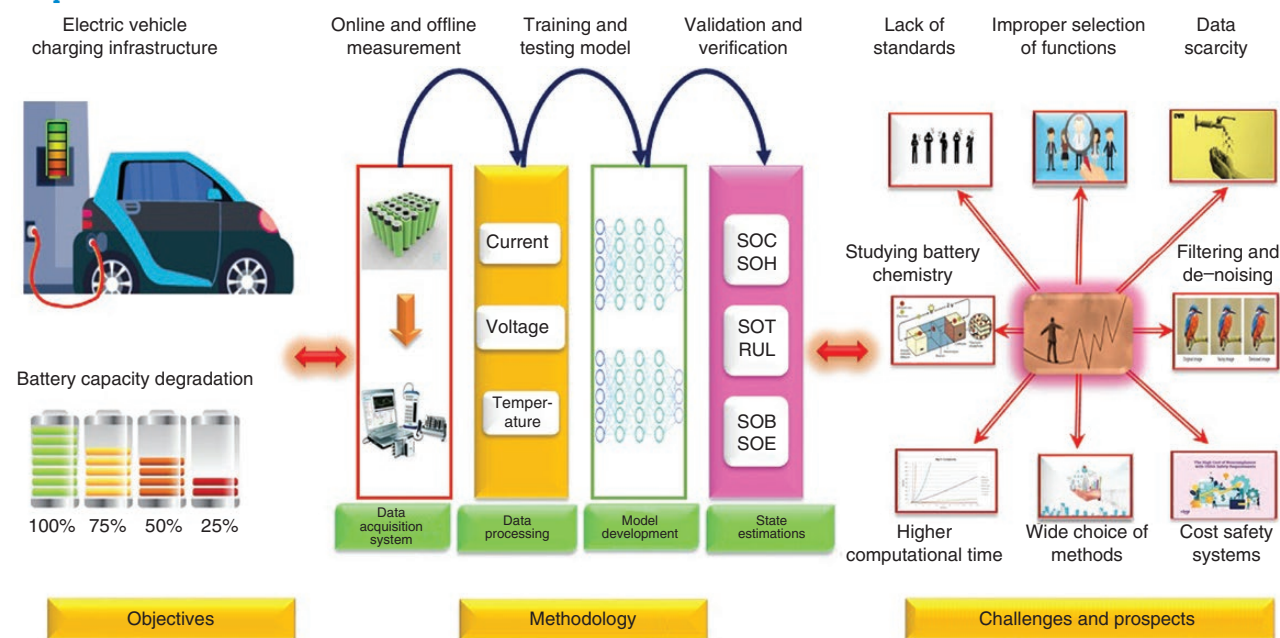 Electric vehicle
charging infrastructure
Online and offline
measurement
Training and
testing model
Validation and
verification
Lack of
standards
Improper selection
of functions
Data
scarcity
Current
Voltage
Temper-
ature
SOC
SOH
SOT
RUL
SOB
SOE
Studying battery
chemistry
Filtering and
de–noising
Battery capacity degradation
100% 75% 50% 25%
Data
acquisition
system
Data
processing
Model
development
State
estimations
Higher
computational time
Wide choice of
methods
Cost safety
systems
Objectives
Methodology
Challenges and prospects